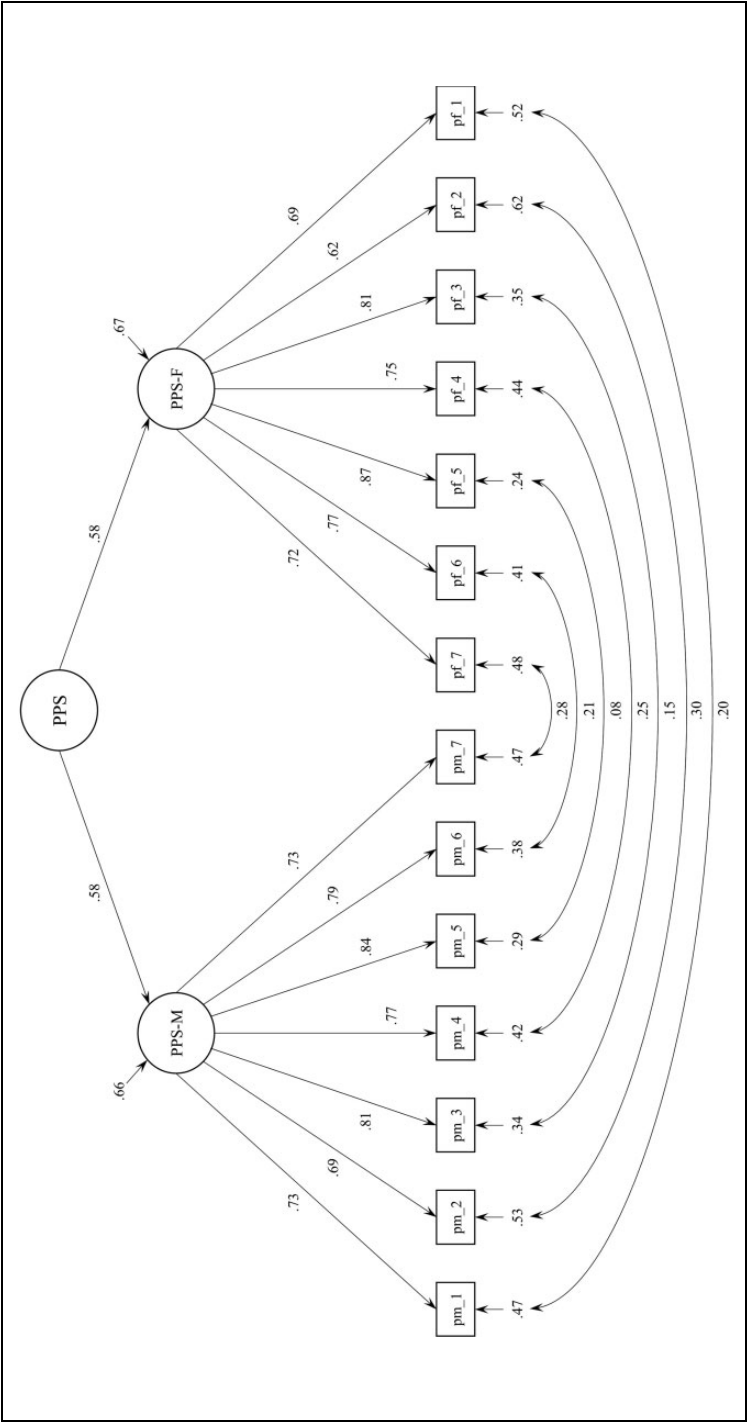 PPS
.58 .58
.66 .67
PPS-M PPS-F
.73 .73 .72 .69
.69 .79 .77 .62
.81 .84 .87 .81
.77 .75
pm_1 pm_2 pm_3 pm_4 pm_5 pm_6 pm_7 pf_7 pf_6 pf_5 pf_4 pf_3 pf_2 pf_1
.47 .53 .34 .42 .29 .38 .47 .48 .41 .24 .44 .35 .62 .52
.28
.21
.08
.25
.15
.30
.20